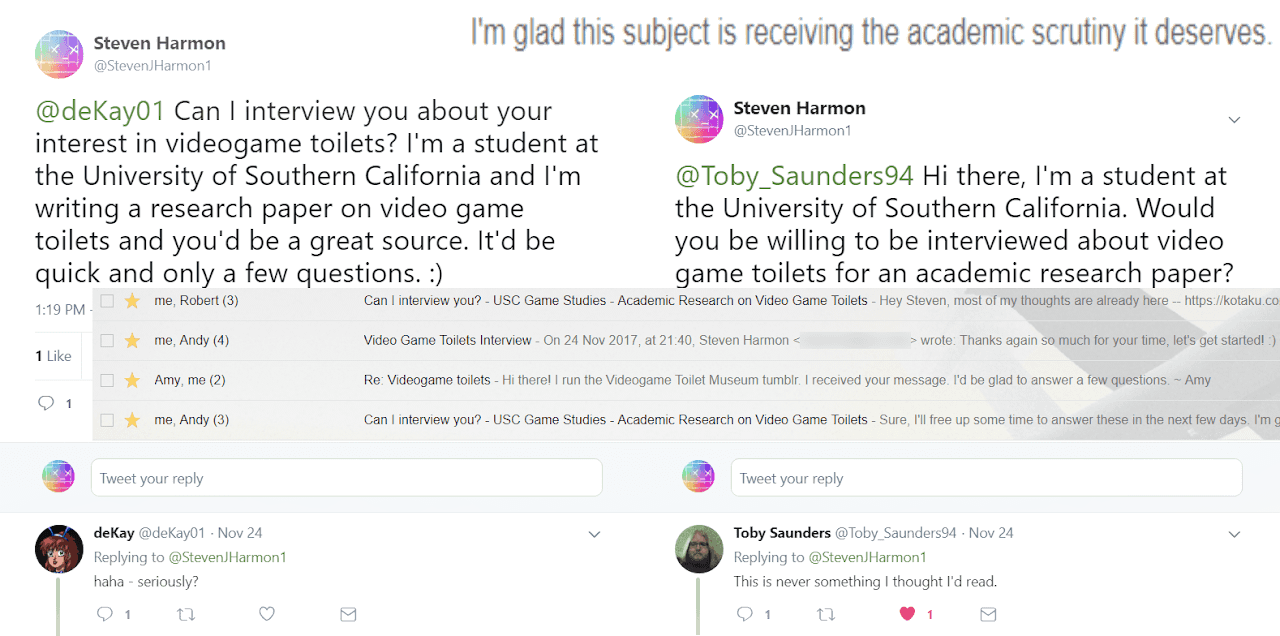 I'm glad this subject is receiving the academic scrutiny it deserves.
Steven Harmon
@StevenJHarmon1
@deKay01 Can I interview you about your
interest in videogame toilets? I'm a student at
the University of Southern California and I'm
writing a research paper on video game
toilets and you'd be a great source. It'd be
quick and only a few questions. :)
1:19 PM -
1 Like
1
Steven Harmon
@StevenJHarmon1
@Toby_Saunders94 Hi there, I'm a student at
the University of Southern California. Would
you be willing to be interviewed about video
game toilets for an academic research paper?
me, Robert (3) Can I interview you? - USC Game Studies - Academic Research on Video Game Toilets - Hey Steven, most of my thoughts are already here -- https://kotaku.co
me, Andy (4) Video Game Toilets Interview - On 24 Nov 2017, at 21:40, Steven Harmon < > wrote: Thanks again so much for your time, let's get started! :)
Amy, me (2) Re: Videogame toilets - Hi there! I run the Videogame Toilet Museum tumblr. I received your message. I'd be glad to answer a few questions. ~ Amy
me, Andy (3) Can I interview you? - USC Game Studies - Academic Research on Video Game Toilets - Sure, I'll free up some time to answer these in the next few days. I'm g
Tweet your reply
deKay @deKay01 · Nov 24
Replying to @StevenJHarmon1
haha - seriously?
1
Tweet your reply
Toby Saunders @Toby_Saunders94 · Nov 24
Replying to @StevenJHarmon1
This is never something I thought I'd read.
1 1